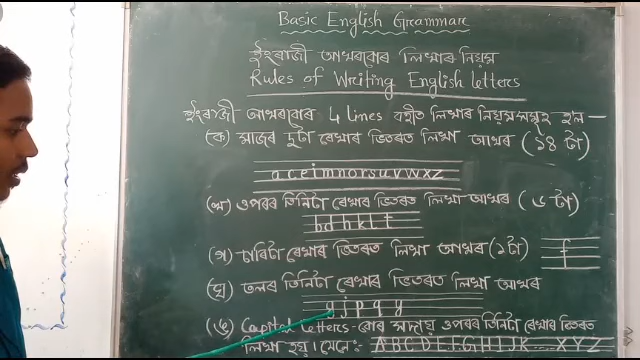 Basic English Grammare
ইংৰাজী আখৰবোৰ লিখাৰ নিয়ম
Rules of Writing English letters
ইংৰাজী আখৰবোৰ 4 Lines বহীত লিখাৰ নিয়মসমূহ হ'ল —
(ক) মাজৰ দুটা ৰেখাৰ ভিতৰত লিখা আখৰ (১৪ টা)
a c e i m n o r s u v w x z
(খ) ওপৰৰ তিনিটা ৰেখাৰ ভিতৰত লিখা আখৰ (৬ টা)
b d h k l t
(গ) চাৰিটা ৰেখাৰ ভিতৰত লিখা আখৰ (১টা) f
(ঘ) তলৰ তিনিটা ৰেখাৰ ভিতৰত লিখা আখৰ
g j p q y
(ঙ) Capital Letters-বোৰ সদায় ওপৰৰ তিনিটা ৰেখাৰ ভিতৰত
লিখা হয়। যেনে:- A B C D E F G H I J K .... X Y Z